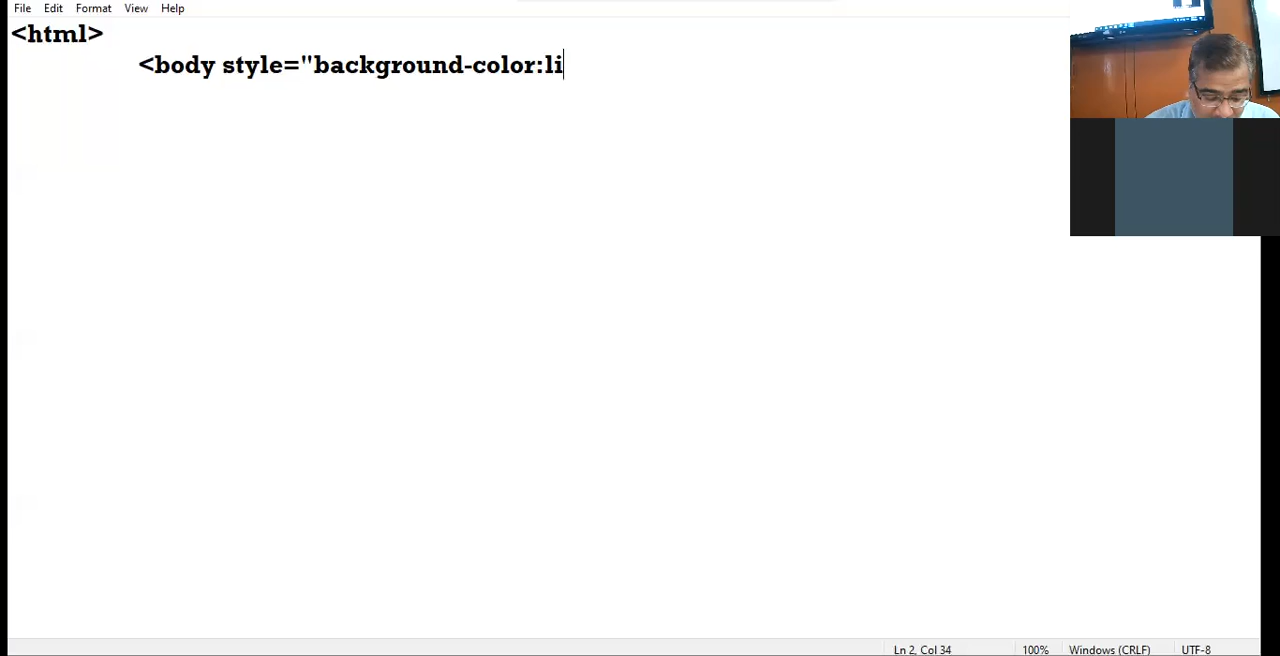 File Edit Format View Help
<html>
<body style="background-color:li
Ln 2, Col 34 100% Windows (CRLF) UTF-8